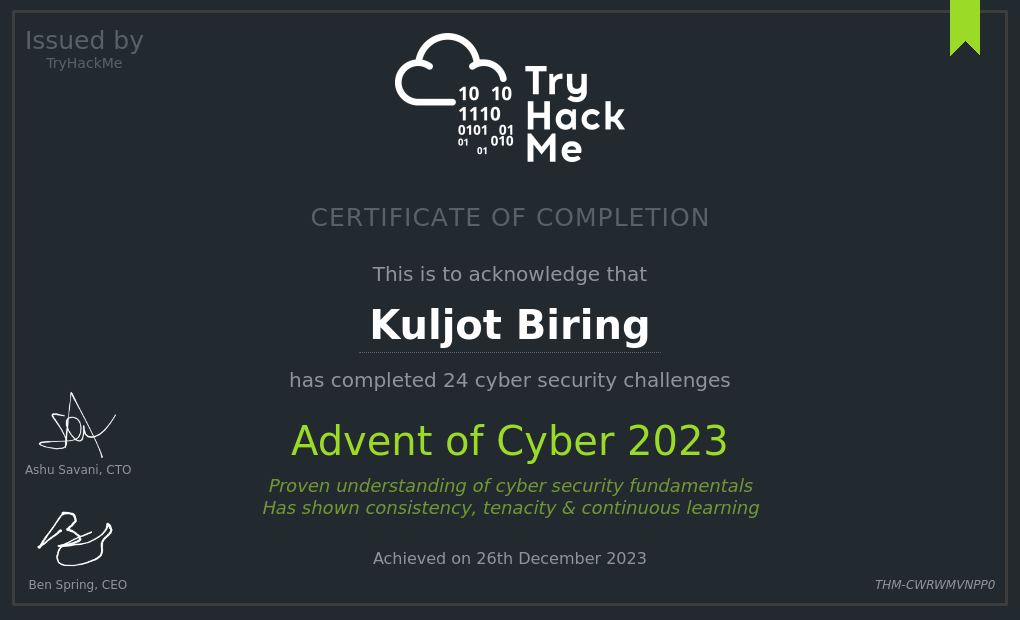 Issued by
TryHackMe
10 10
1110
0101 01
01 010
01
Try
Hack
Me
CERTIFICATE OF COMPLETION
This is to acknowledge that
Kuljot Biring
has completed 24 cyber security challenges
Advent of Cyber 2023
Proven understanding of cyber security fundamentals
Has shown consistency, tenacity & continuous learning
Achieved on 26th December 2023
Ashu Savani, CTO
Ben Spring, CEO
THM-CWRWMVNPP0